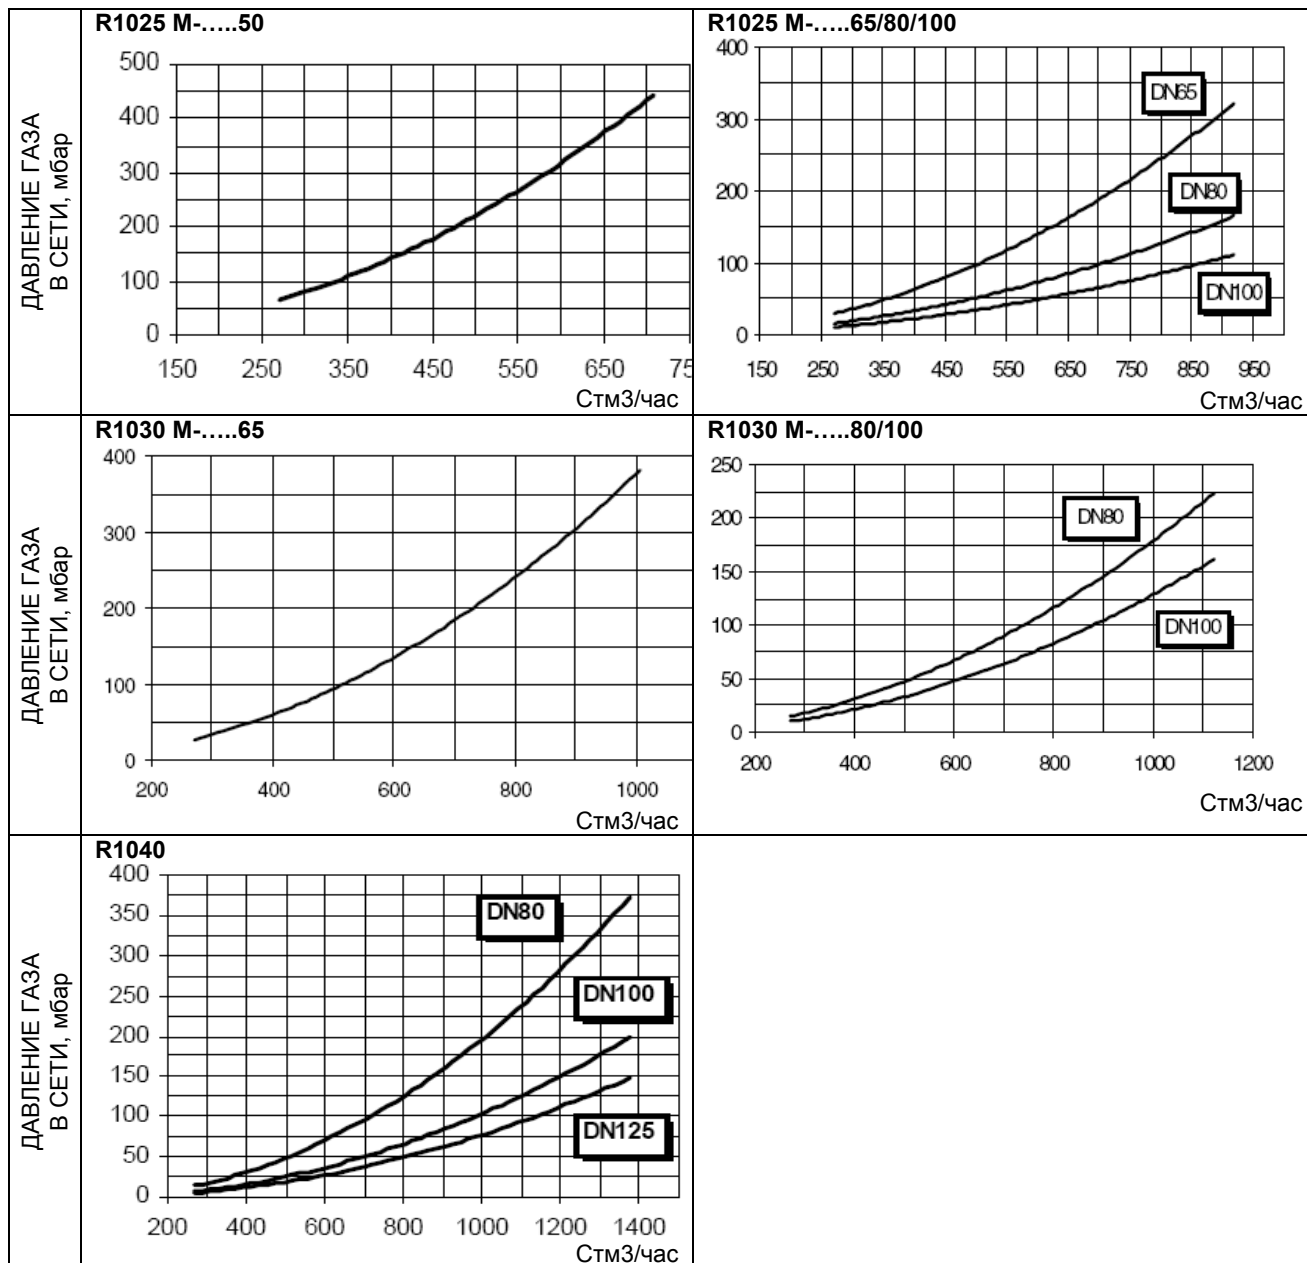 R1025 M-…..50
ДАВЛЕНИЕ ГАЗА
В СЕТИ, мбар
500
400
300
200
100
0
150 250 350 450 550 650 75
Стм3/час
R1025 M-…..65/80/100
400
300
200
100
0
DN65
DN80
DN100
150 250 350 450 550 650 750 850 950
Стм3/час
R1030 M-…..65
ДАВЛЕНИЕ ГАЗА
В СЕТИ, мбар
400
300
200
100
0
200 400 600 800 1000
Стм3/час
R1030 M-…..80/100
250
200
150
100
50
0
DN80
DN100
200 400 600 800 1000 1200
Стм3/час
R1040
ДАВЛЕНИЕ ГАЗА
В СЕТИ, мбар
400
350
300
250
200
150
100
50
0
DN80
DN100
DN125
200 400 600 800 1000 1200 1400
Стм3/час